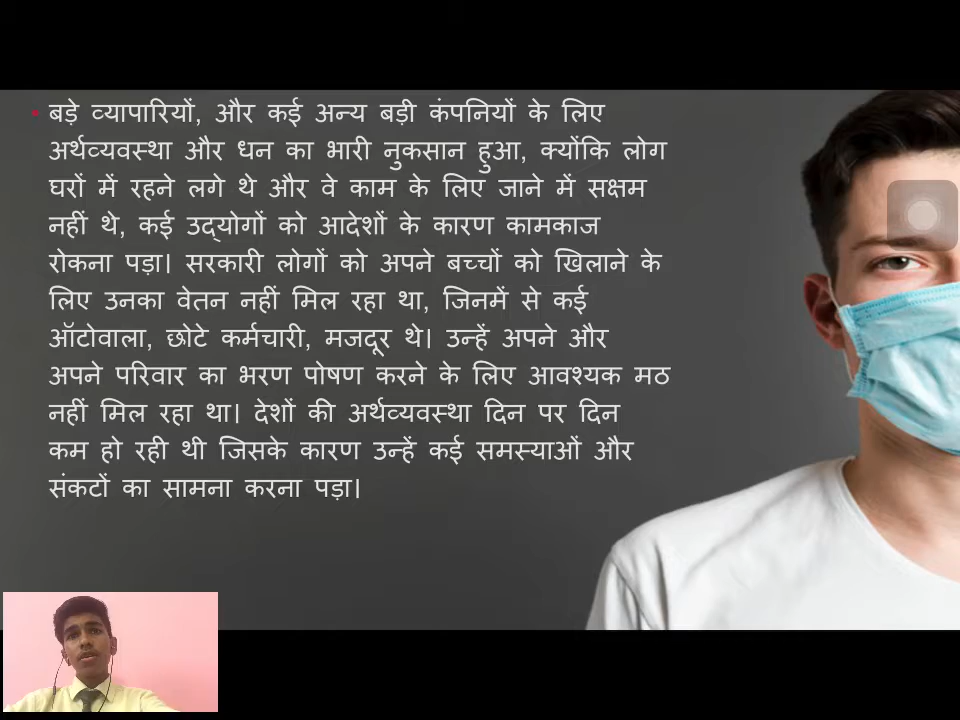 बड़े व्यापारियों, और कई अन्य बड़ी कंपनियों के लिए
अर्थव्यवस्था और धन का भारी नुकसान हुआ, क्योंकि लोग
घरों में रहने लगे थे और वे काम के लिए जाने में सक्षम
नहीं थे, कई उद्योगों को आदेशों के कारण कामकाज
रोकना पड़ा। सरकारी लोगों को अपने बच्चों को खिलाने के
लिए उनका वेतन नहीं मिल रहा था, जिनमें से कई
ऑटोवाला, छोटे कर्मचारी, मजदूर थे। उन्हें अपने और
अपने परिवार का भरण पोषण करने के लिए आवश्यक मठ
नहीं मिल रहा था। देशों की अर्थव्यवस्था दिन पर दिन
कम हो रही थी जिसके कारण उन्हें कई समस्याओं और
संकटों का सामना करना पड़ा।